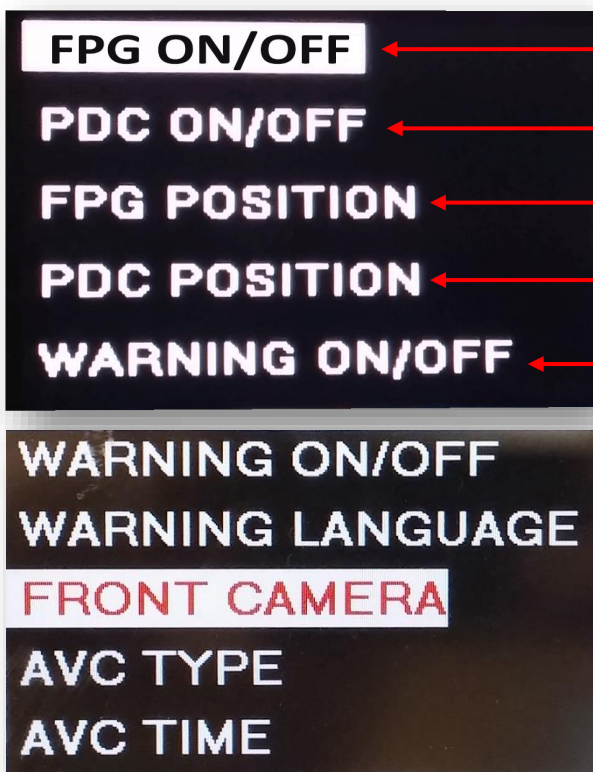 FPG ON/OFF
PDC ON/OFF
FPG POSITION
PDC POSITION
WARNING ON/OFF
WARNING ON/OFF
WARNING LANGUAGE
FRONT CAMERA
AVC TYPE
AVC TIME